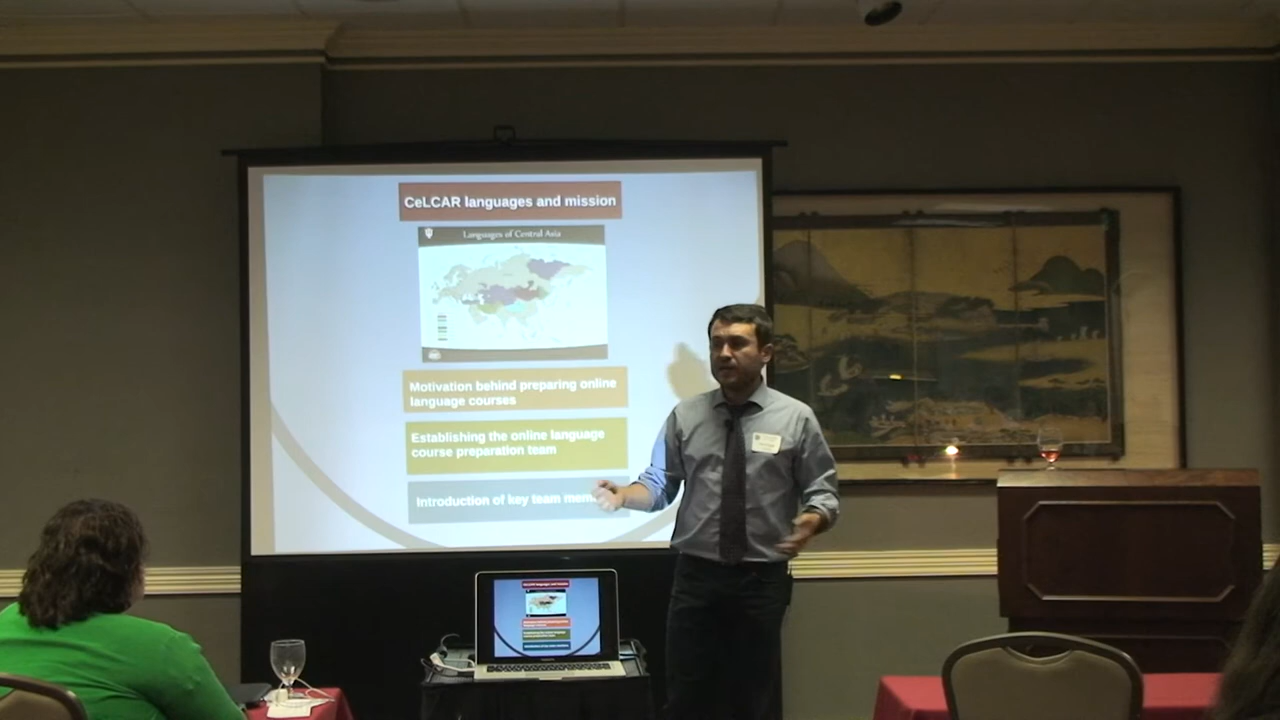 CeLCAR languages and mission
Languages of Central Asia
Motivation behind preparing online
language courses
Establishing the online language
course preparation team
Introduction of key team mem